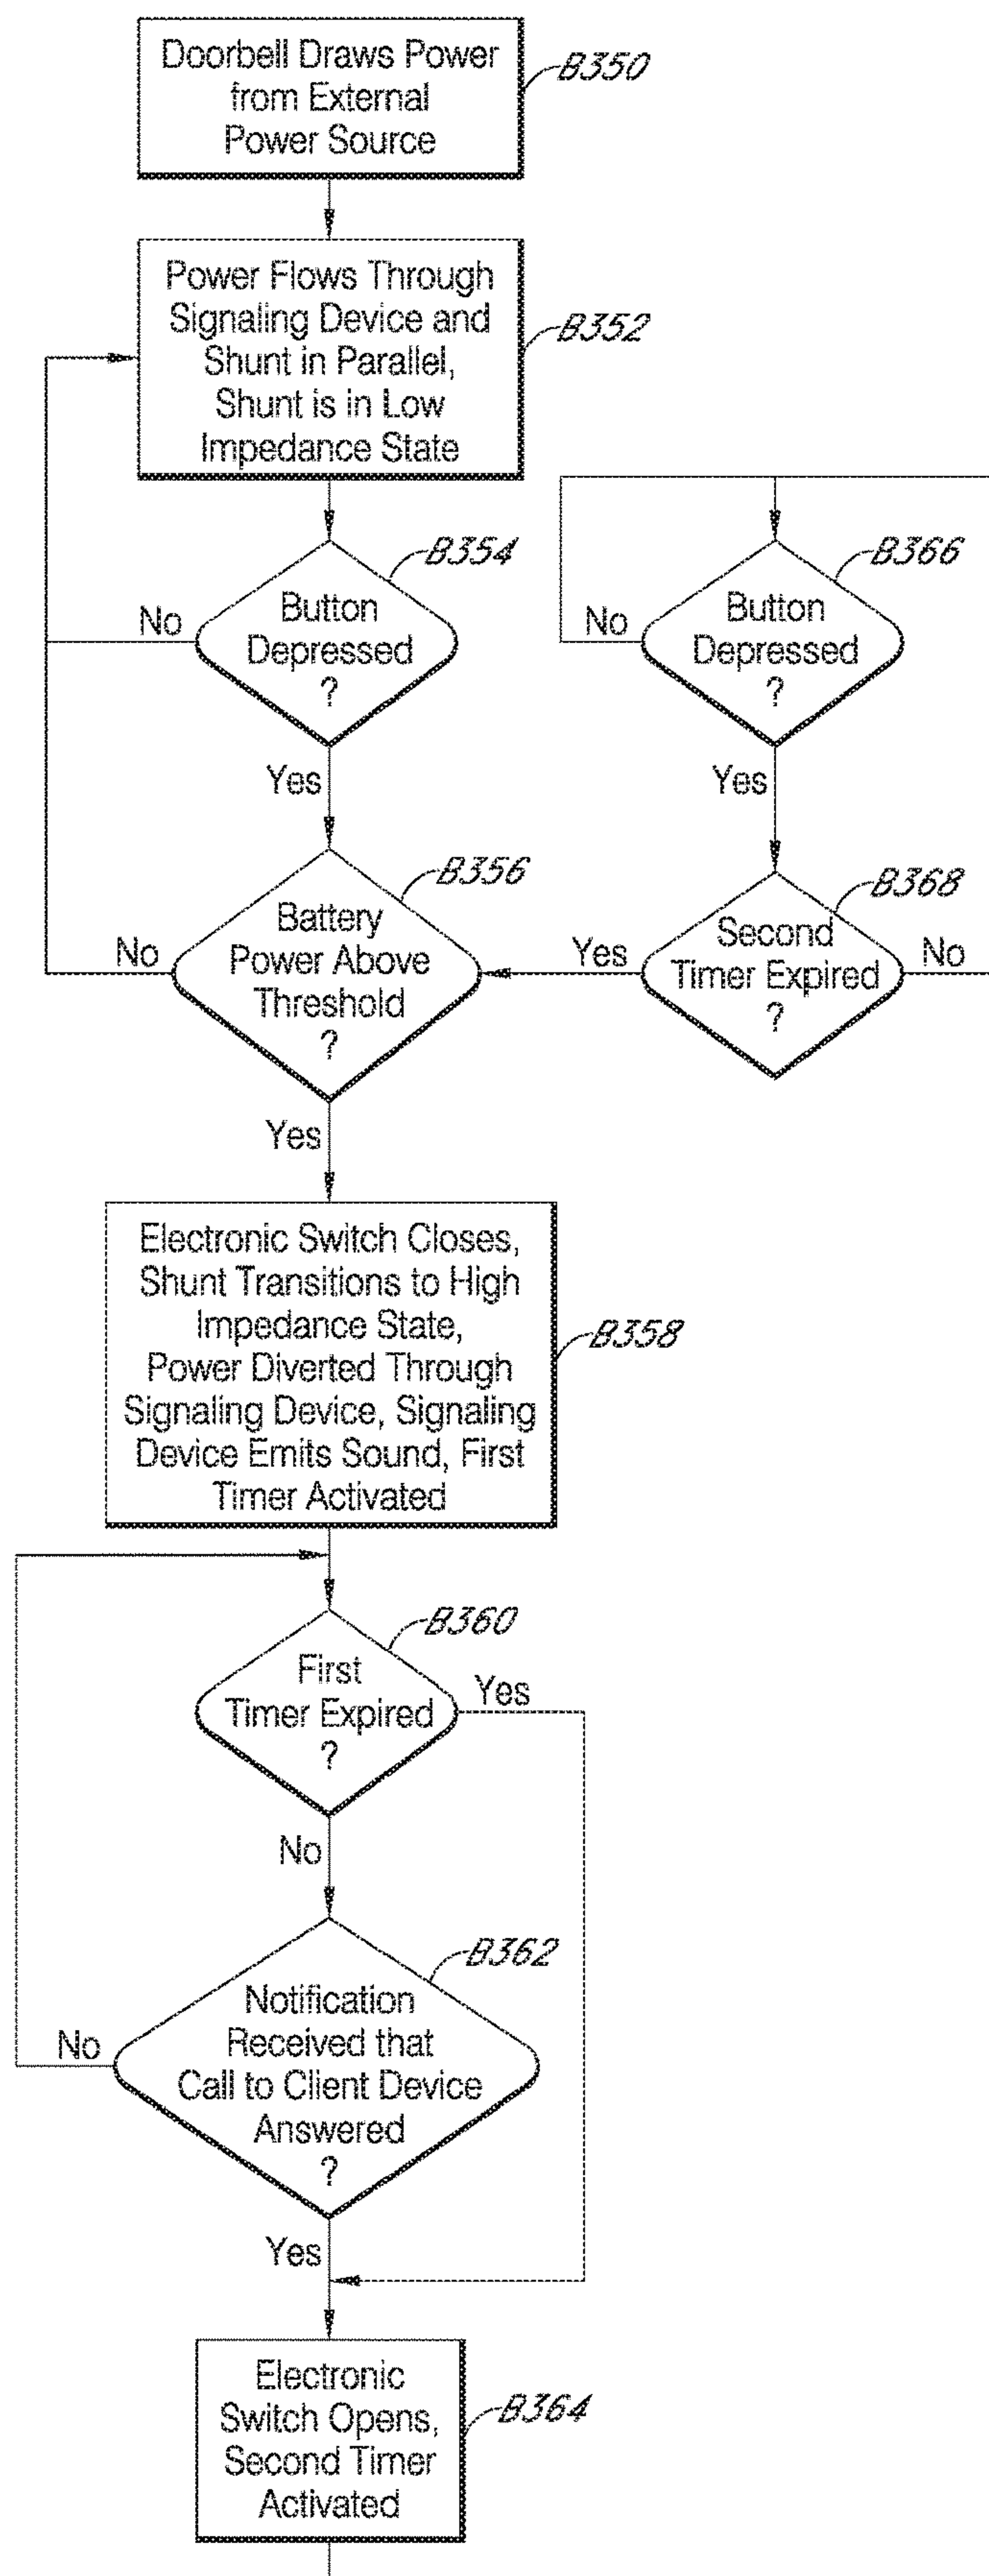 Doorbell Draws Power
from External
Power Source
B350
Power Flows Through
Signaling Device and
Shunt in Parallel,
Shunt is in Low
Impedance State
B352
B354
Button
Depressed
?
No
Yes
B366
Button
Depressed
?
No
Yes
B356
Battery
Power Above
Threshold
?
No
Yes
B368
Second
Timer Expired
?
Yes
No
Electronic Switch Closes,
Shunt Transitions to High
Impedance State,
Power Diverted Through
Signaling Device, Signaling
Device Emits Sound, First
Timer Activated
B358
B360
First
Timer Expired
?
Yes
No
B362
Notification
Received that
Call to Client Device
Answered
?
No
Yes
Electronic
Switch Opens,
Second Timer
Activated
B364